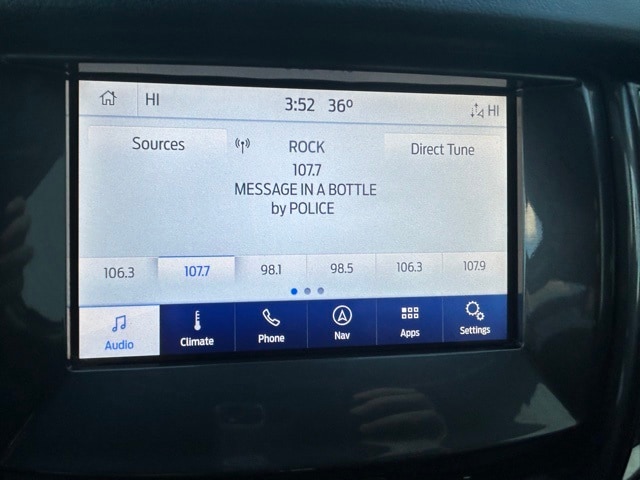 HI 3:52 36° HI
Sources ROCK Direct Tune
107.7
MESSAGE IN A BOTTLE
by POLICE
106.3 107.7 98.1 98.5 106.3 107.9
Audio Climate Phone Nav Apps Settings